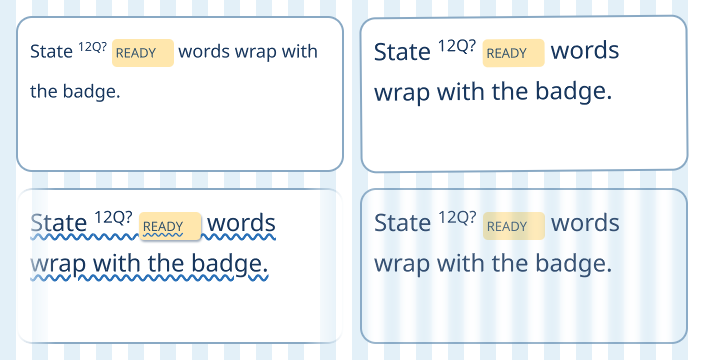 State 12Q? READY words wrap with
the badge.
State 12Q? READY words
wrap with the badge.
State 12Q? READY words
wrap with the badge.
State 12Q? READY words
wrap with the badge.